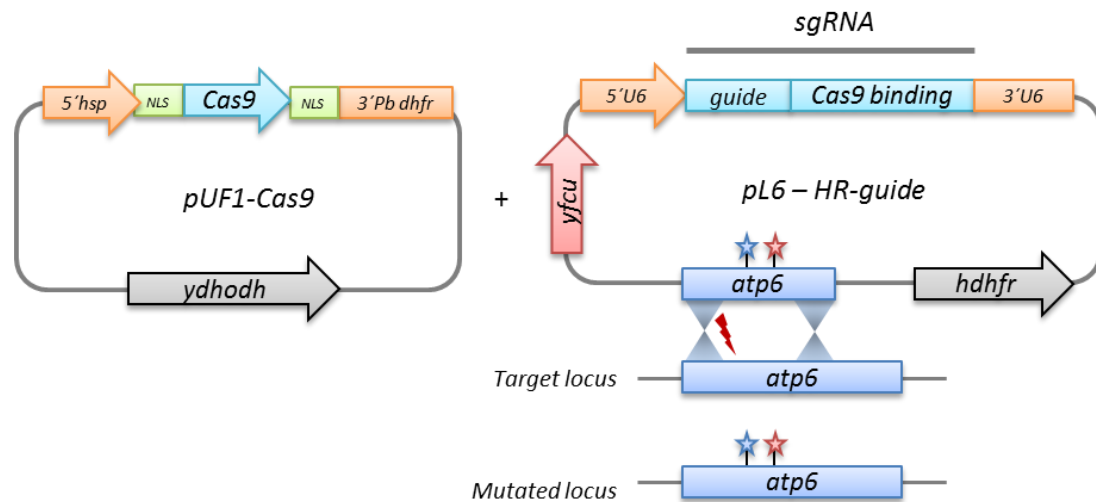 sgRNA
5´hsp NLS Cas9 NLS 3´Pb dhfr
5´U6 guide Cas9 binding 3´U6
pUF1-Cas9
+
yfcu
pL6 – HR-guide
ydhodh
atp6
hdhfr
Target locus
atp6
Mutated locus
atp6